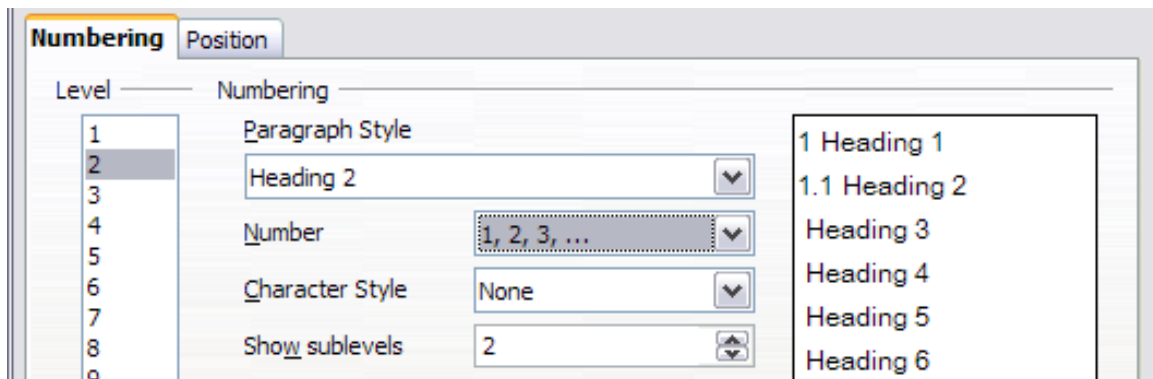 Numbering Position
Level Numbering
1
2
3
4
5
6
7
8
9
Paragraph Style
Heading 2
Number 1, 2, 3, ...
Character Style None
Show sublevels 2
1 Heading 1
1.1 Heading 2
Heading 3
Heading 4
Heading 5
Heading 6